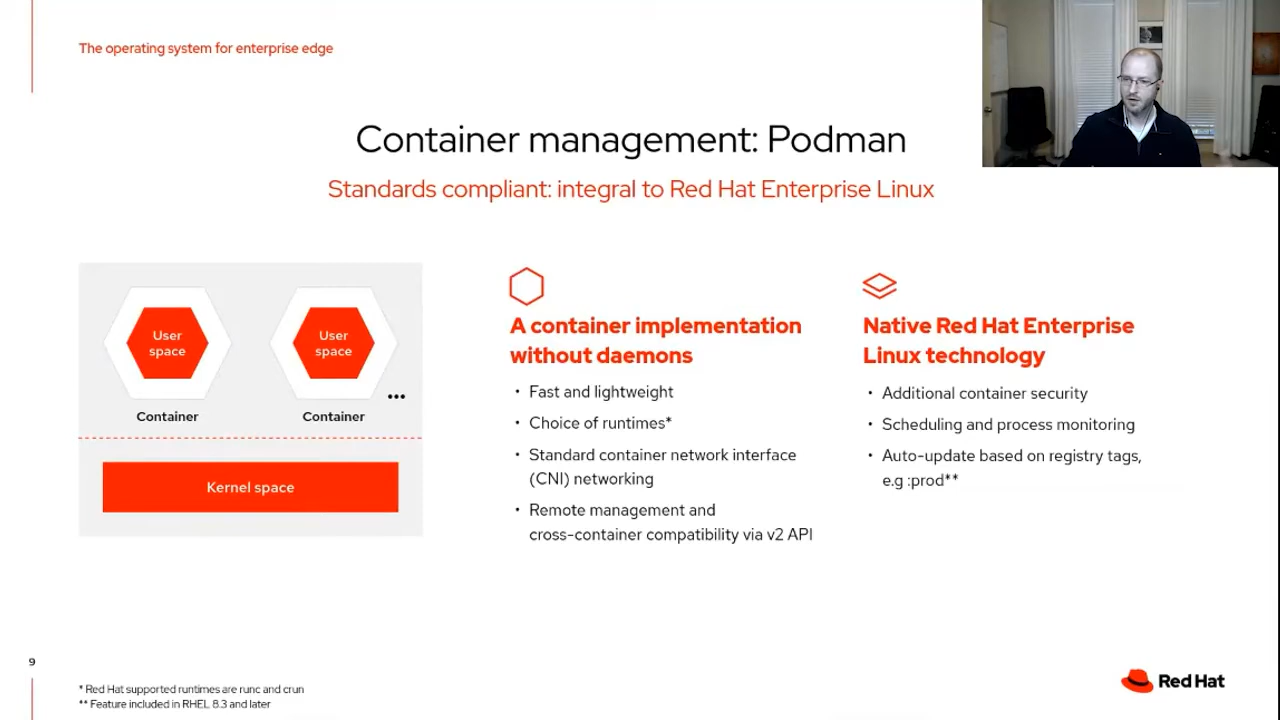 The operating system for enterprise edge
Container management: Podman
Standards compliant: integral to Red Hat Enterprise Linux
User
space
User
space
Container
Container
•••
Kernel space
A container implementation
without daemons
• Fast and lightweight
• Choice of runtimes*
• Standard container network interface
(CNI) networking
• Remote management and
cross-container compatibility via v2 API
Native Red Hat Enterprise
Linux technology
• Additional container security
• Scheduling and process monitoring
• Auto-update based on registry tags,
e.g :prod**
9
* Red Hat supported runtimes are runc and crun
** Feature included in RHEL 8.3 and later
Red Hat